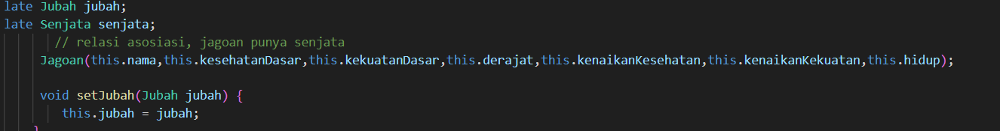 late Jubah jubah;
late Senjata senjata;
// relasi asosiasi, jagoan punya senjata
Jagoan(this.nama,this.kesehatanDasar,this.kekuatanDasar,this.derajat,this.kenaikanKesehatan,this.kenaikanKekuatan,this.hidup);
void setJubah(Jubah jubah) {
this.jubah = jubah;
}